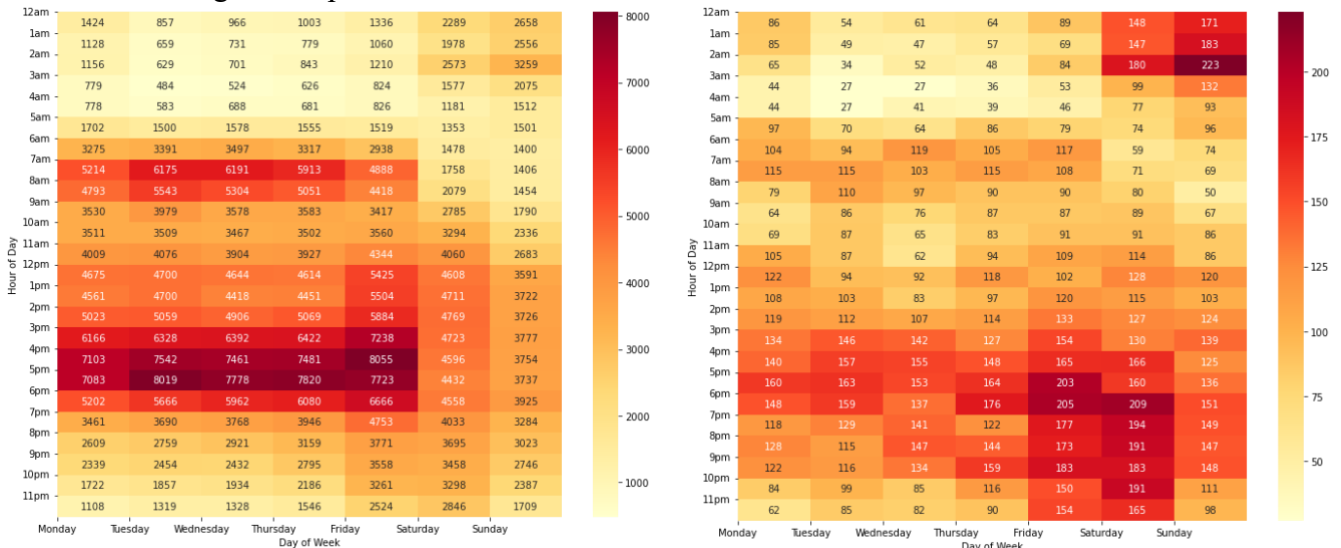 12am
1424 857 966 1003 1336 2289 2658
1am
1128 659 731 779 1060 1978 2556
2am
1156 629 701 843 1210 2573 3259
3am
779 484 524 626 824 1577 2075
4am
778 583 688 681 826 1181 1512
5am
1702 1500 1578 1555 1519 1353 1501
6am
3275 3391 3497 3317 2938 1478 1400
7am
5214 6175 6191 5913 4888 1758 1406
8am
4793 5543 5304 5051 4418 2079 1454
9am
3530 3979 3578 3583 3417 2785 1790
10am
3511 3509 3467 3502 3560 3294 2336
11am
4009 4076 3904 3927 4344 4060 2683
12pm
4675 4700 4644 4614 5425 4608 3591
1pm
4561 4700 4418 4451 5504 4711 3722
2pm
5023 5059 4906 5069 5884 4769 3726
3pm
6166 6328 6392 6422 7238 4723 3777
4pm
7103 7542 7461 7481 8055 4596 3754
5pm
7083 8019 7778 7820 7723 4432 3737
6pm
5202 5666 5962 6080 6666 4558 3925
7pm
3461 3690 3768 3946 4753 4033 3284
8pm
2609 2759 2921 3159 3771 3695 3023
9pm
2339 2454 2432 2795 3558 3458 2746
10pm
1722 1857 1934 2186 3261 3298 2387
11pm
1108 1319 1328 1546 2524 2846 1709
Monday Tuesday Wednesday Thursday Friday Saturday Sunday
Day of Week
Hour of Day
8000
7000
6000
5000
4000
3000
2000
1000
12am
86 54 61 64 89 148 171
1am
85 49 47 57 69 147 183
2am
65 34 52 48 84 180 223
3am
44 27 27 36 53 99 132
4am
44 27 41 39 46 77 93
5am
97 70 64 86 79 74 96
6am
104 94 119 105 117 59 74
7am
115 115 103 115 108 71 69
8am
79 110 97 90 90 80 50
9am
64 86 76 87 87 89 67
10am
69 87 65 83 91 91 86
11am
105 87 62 94 109 114 86
12pm
122 94 92 118 102 128 120
1pm
108 103 83 97 120 115 103
2pm
119 112 107 114 133 127 124
3pm
134 146 142 127 154 130 139
4pm
140 157 155 148 165 166 125
5pm
160 163 153 164 203 160 136
6pm
148 159 137 176 205 209 151
7pm
118 129 141 122 177 194 149
8pm
128 115 147 144 173 191 147
9pm
122 116 134 159 183 183 148
10pm
84 99 85 116 150 191 111
11pm
62 85 82 90 154 165 98
Monday Tuesday Wednesday Thursday Friday Saturday Sunday
Day of Week
Hour of Day
200
175
150
125
100
75
50